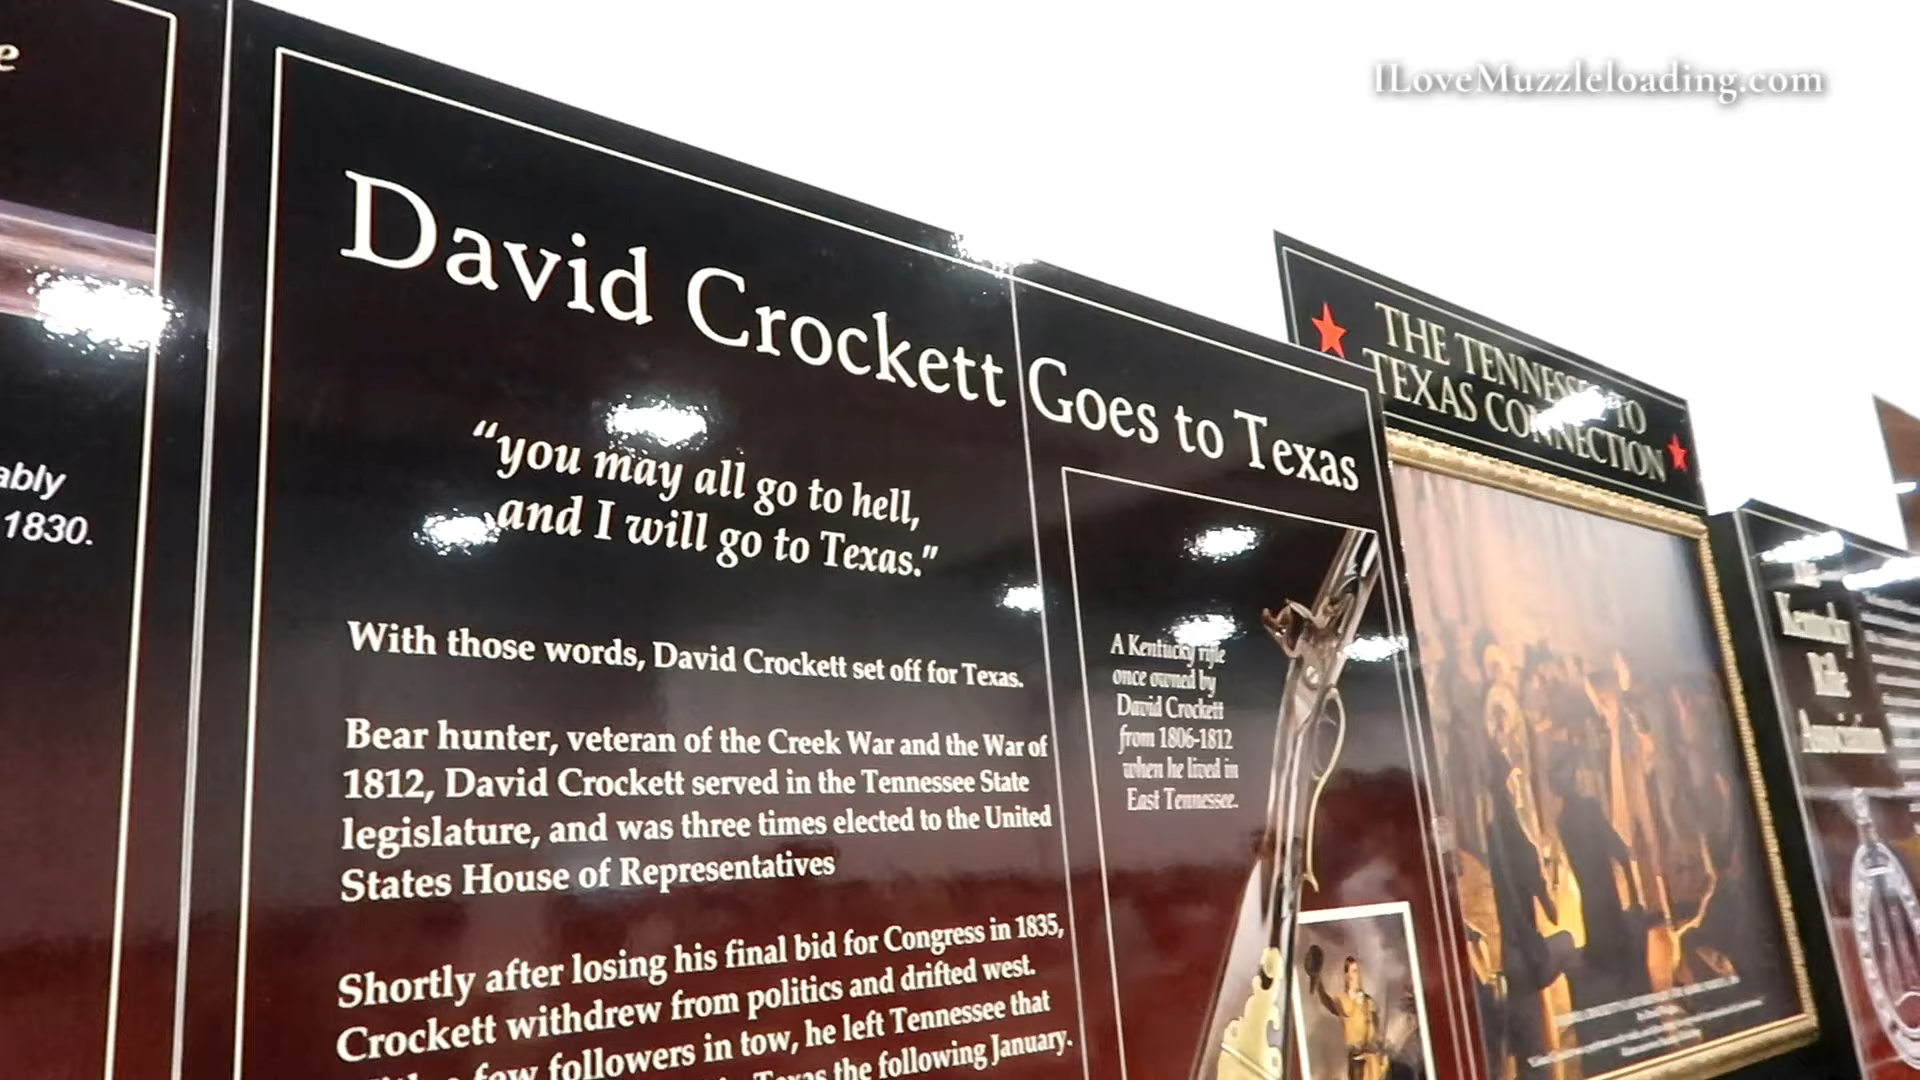 ILoveMuzzleloading.com
e
ably
1830.
David Crockett Goes to Texas
“you may all go to hell,
and I will go to Texas.”
With those words, David Crockett set off for Texas.
Bear hunter, veteran of the Creek War and the War of
1812, David Crockett served in the Tennessee State
legislature, and was three times elected to the United
States House of Representatives
Shortly after losing his final bid for Congress in 1835,
Crockett withdrew from politics and drifted west.
few followers in tow, he left Tennessee that
Texas the following January.
A Kentucky rifle
once owned by
David Crockett
from 1806-1812
when he lived in
East Tennessee.
THE TENNESSEE TO
TEXAS CONNECTION
Kentucky
Rifle
Association